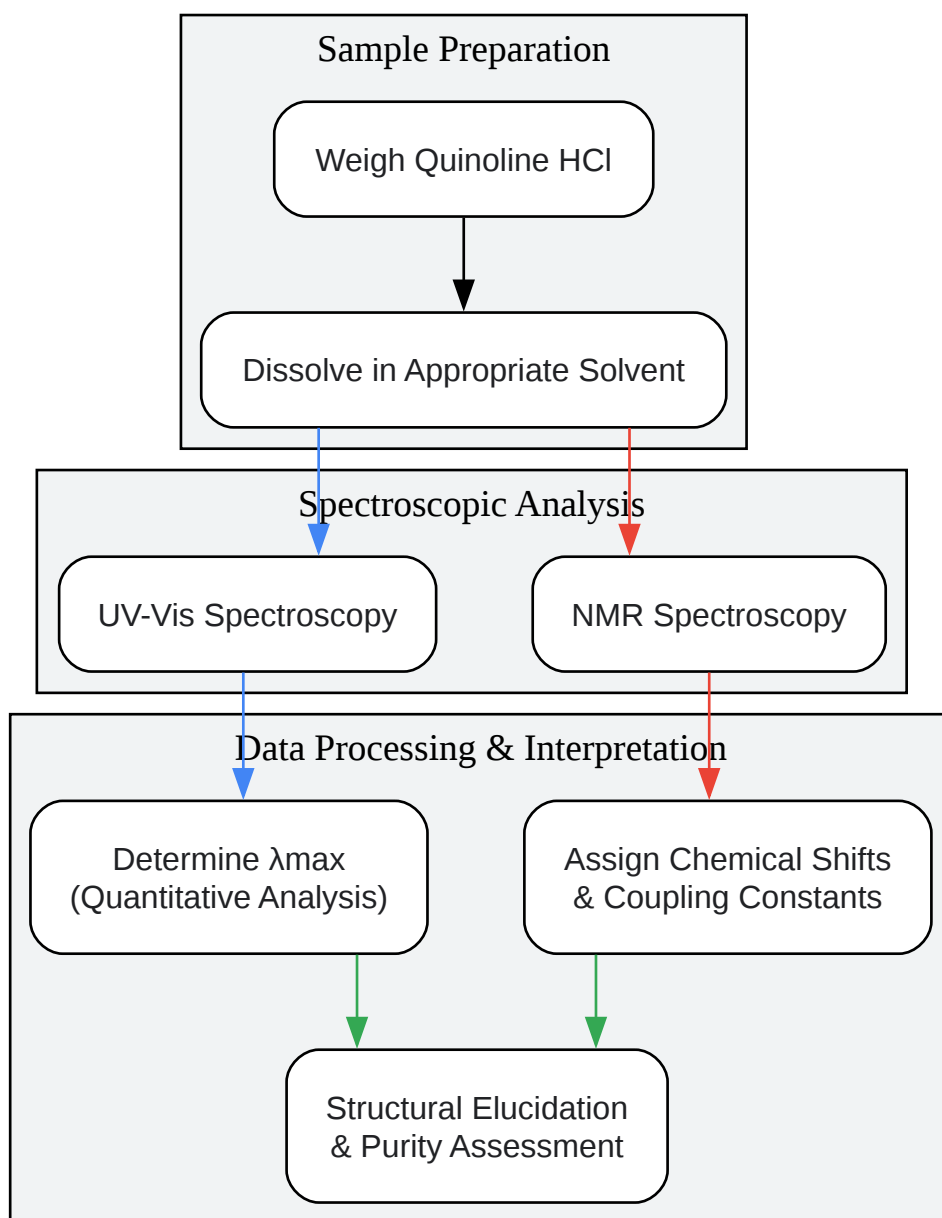 Sample Preparation
Weigh Quinoline HCl
Dissolve in Appropriate Solvent
Spectroscopic Analysis
UV-Vis Spectroscopy
NMR Spectroscopy
Data Processing & Interpretation
Determine λmax
(Quantitative Analysis)
Assign Chemical Shifts
& Coupling Constants
Structural Elucidation
& Purity Assessment